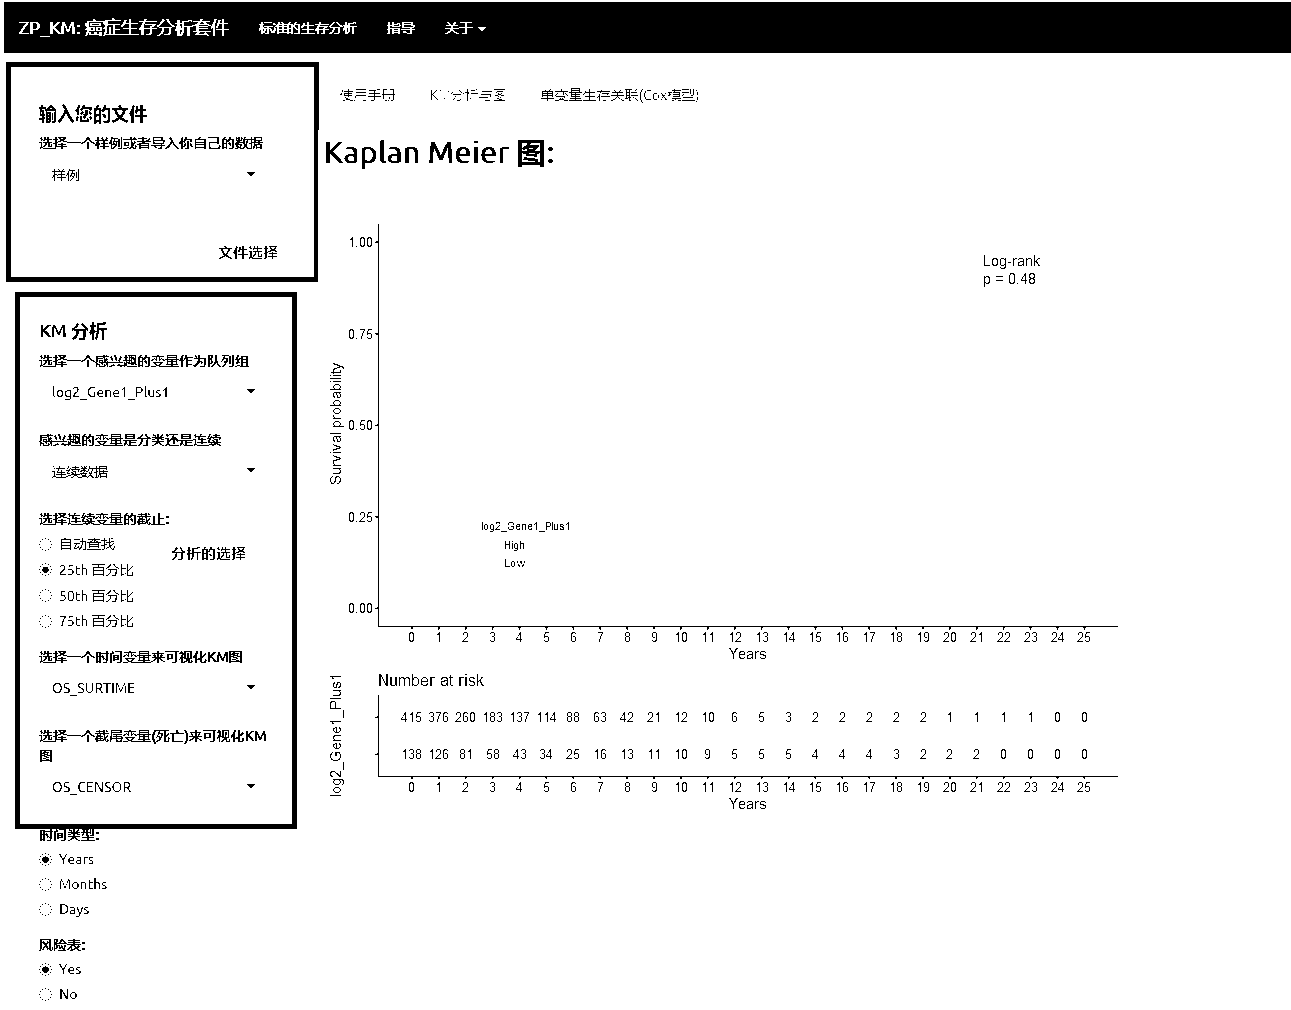 ZP_KM: 癌症生存分析套件 标准的生存分析 指导 关于
输入您的文件
选择一个样例或者导入你自己的数据
样例
文件选择
KM 分析
选择一个感兴趣的变量作为队列组
log2_Gene1_Plus1
感兴趣的变量是分类还是连续
连续数据
选择连续变量的截止:
自动查找
分析的选择
25th 百分比
50th 百分比
75th 百分比
选择一个时间变量来可视化KM图
OS_SURTIME
选择一个截尾变量(死亡)来可视化KM
图
OS_CENSOR
时间类型:
Years
Months
Days
风险表:
Yes
No
使用手册 KM分析与图 单变量生存关联(Cox模型)
Kaplan Meier 图:
Log-rank
p = 0.48
1.00
0.75
0.50
0.25
0.00
Survival probability
log2_Gene1_Plus1
High
Low
0 1 2 3 4 5 6 7 8 9 10 11 12 13 14 15 16 17 18 19 20 21 22 23 24 25
Years
Number at risk
log2_Gene1_Plus1
415 376 260 183 137 114 88 63 42 21 12 10 6 5 3 2 2 2 2 2 1 1 1 1 0 0
138 126 81 58 43 34 25 16 13 11 10 9 5 5 5 4 4 4 3 2 2 2 0 0 0 0
0 1 2 3 4 5 6 7 8 9 10 11 12 13 14 15 16 17 18 19 20 21 22 23 24 25
Years